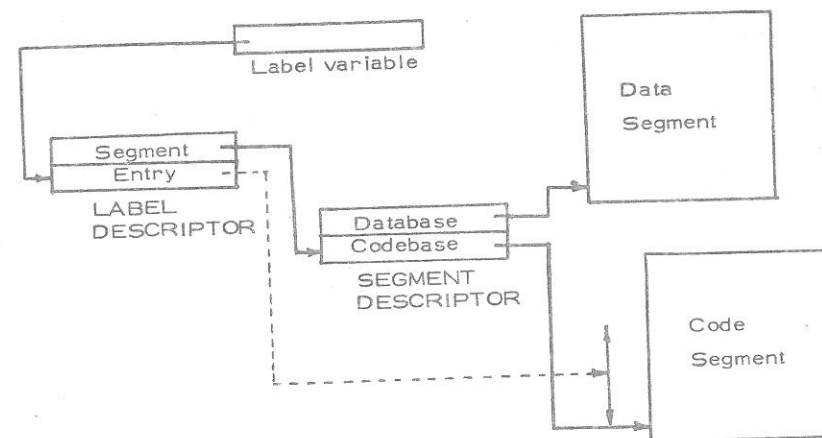 Label variable
Data
Segment
Segment
Entry
LABEL
DESCRIPTOR
Database
Codebase
SEGMENT
DESCRIPTOR
Code
Segment